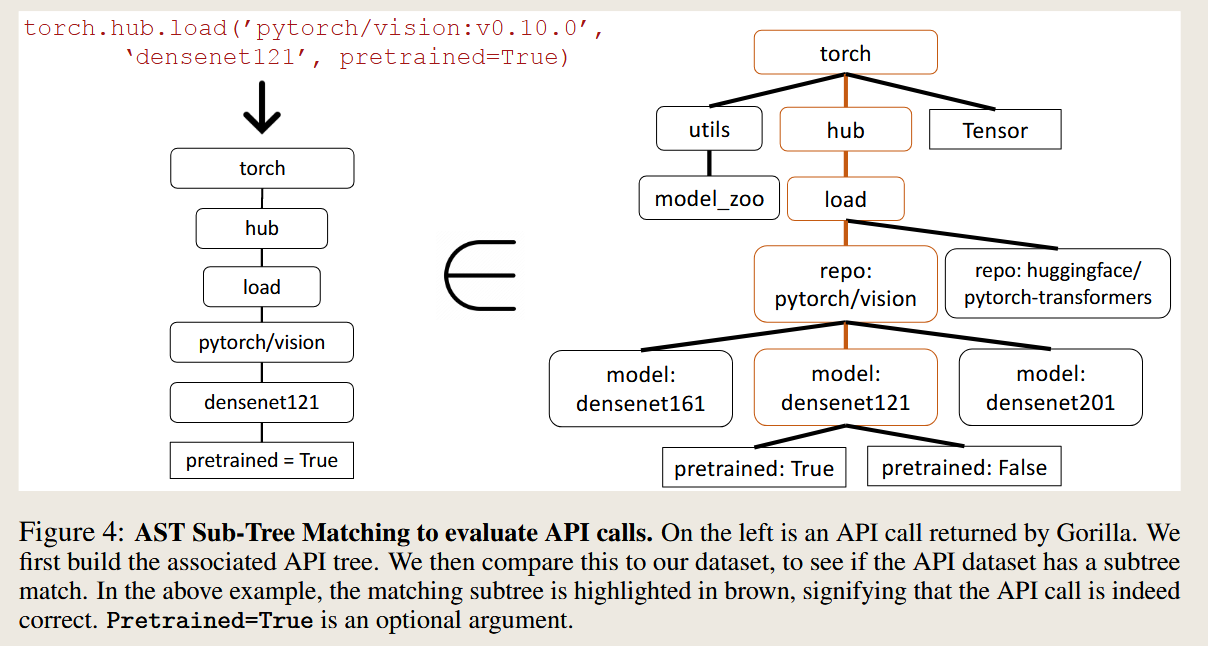 torch.hub.load(’pytorch/vision:v0.10.0’,
‘densenet121’, pretrained=True)
torch
hub
load
pytorch/vision
densenet121
pretrained = True
∈
torch
utils
hub
Tensor
model_zoo
load
repo:
pytorch/vision
repo: huggingface/
pytorch-transformers
model:
densenet161
model:
densenet121
model:
densenet201
pretrained: True
pretrained: False
Figure 4: AST Sub-Tree Matching to evaluate API calls. On the left is an API call returned by Gorilla. We
first build the associated API tree. We then compare this to our dataset, to see if the API dataset has a subtree
match. In the above example, the matching subtree is highlighted in brown, signifying that the API call is indeed
correct. Pretrained=True is an optional argument.